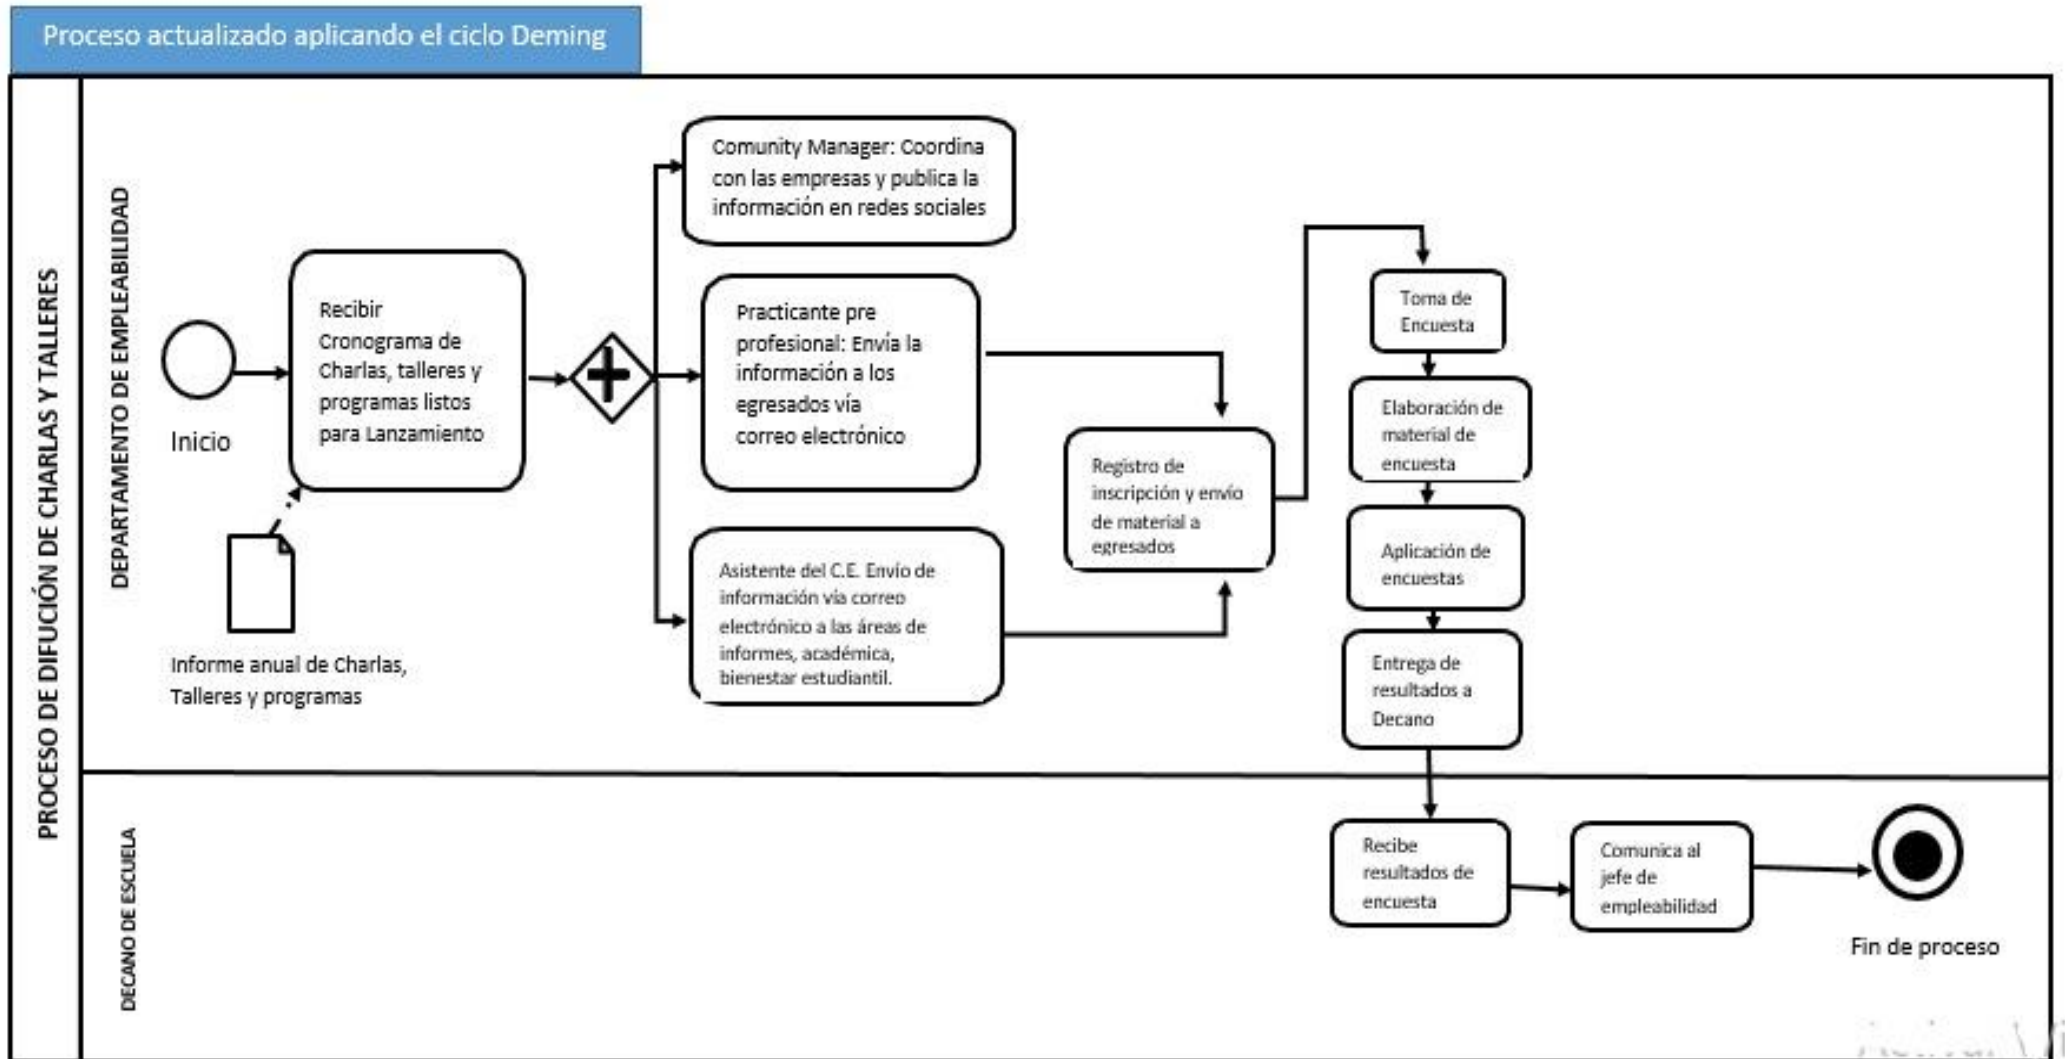 Proceso actualizado aplicando el ciclo Deming
PROCESO DE DIFUCIÓN DE CHARLAS Y TALLERES
DEPARTAMENTO DE EMPLEABILIDAD
Inicio
Recibir
Cronograma de
Charlas, talleres y
programas listos
para Lanzamiento
Informe anual de Charlas,
Talleres y programas
Comunity Manager: Coordina
con las empresas y publica la
información en redes sociales
Practicante pre
profesional: Envía la
información a los
egresados vía
correo electrónico
Asistente del C.E. Envío de
información vía correo
electrónico a las áreas de
informes, académica,
bienestar estudiantil.
Registro de
inscripción y envío
de material a
egresados
Toma de
Encuesta
Elaboración de
material de
encuesta
Aplicación de
encuestas
Entrega de
resultados a
Decano
DECANO DE ESCUELA
Recibe
resultados de
encuesta
Comunica al
jefe de
empleabilidad
Fin de proceso